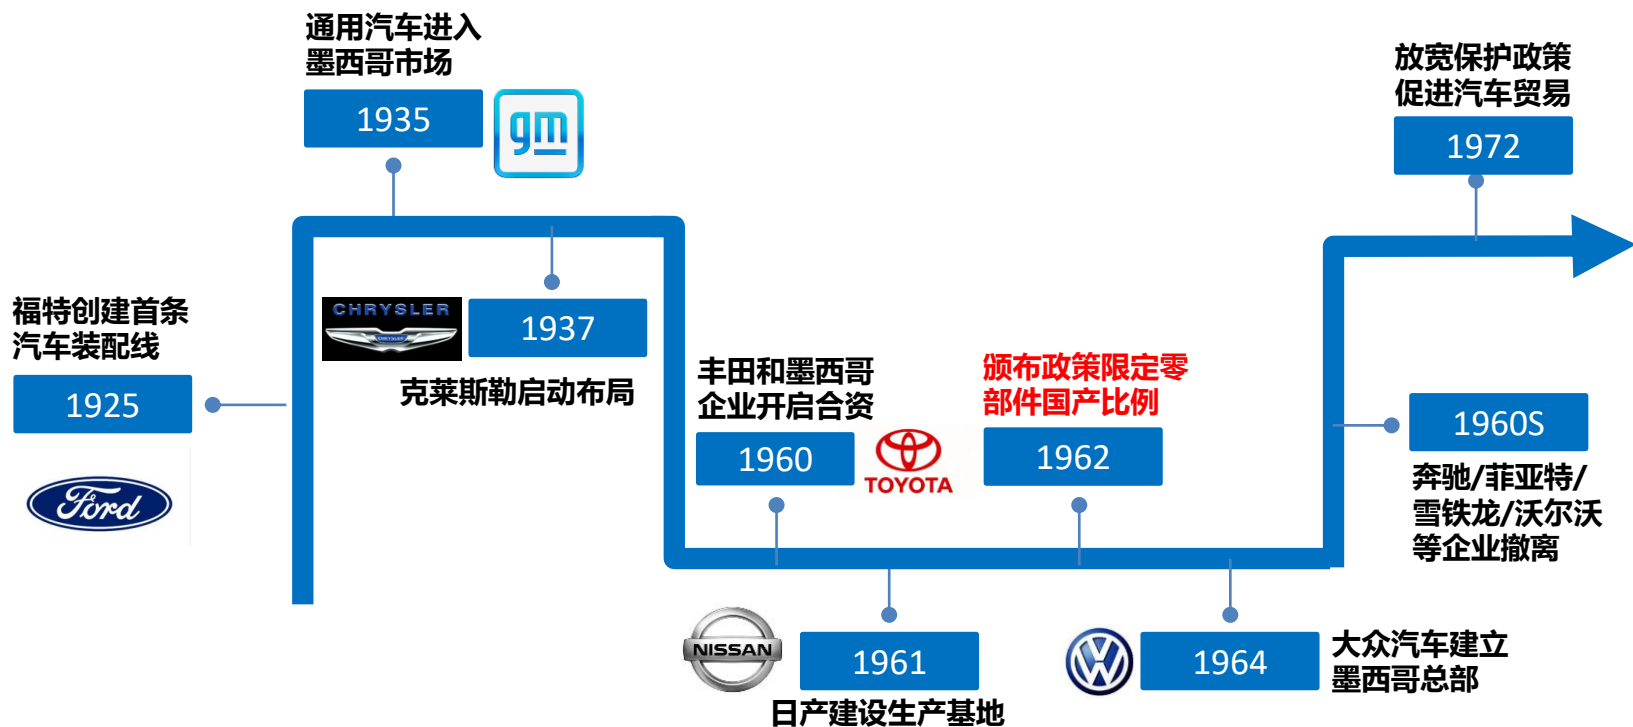 通用汽车进入
墨西哥市场
1935
gm
放宽保护政策
促进汽车贸易
1972
福特创建首条
汽车装配线
1925
Ford
CHRYSLER
CHRYSLER
1937
克莱斯勒启动布局
丰田和墨西哥
企业开启合资
1960
TOYOTA
颁布政策限定零
部件国产比例
1962
1960S
奔驰/菲亚特/
雪铁龙/沃尔沃
等企业撤离
NISSAN
1961
日产建设生产基地
VW
1964
大众汽车建立
墨西哥总部